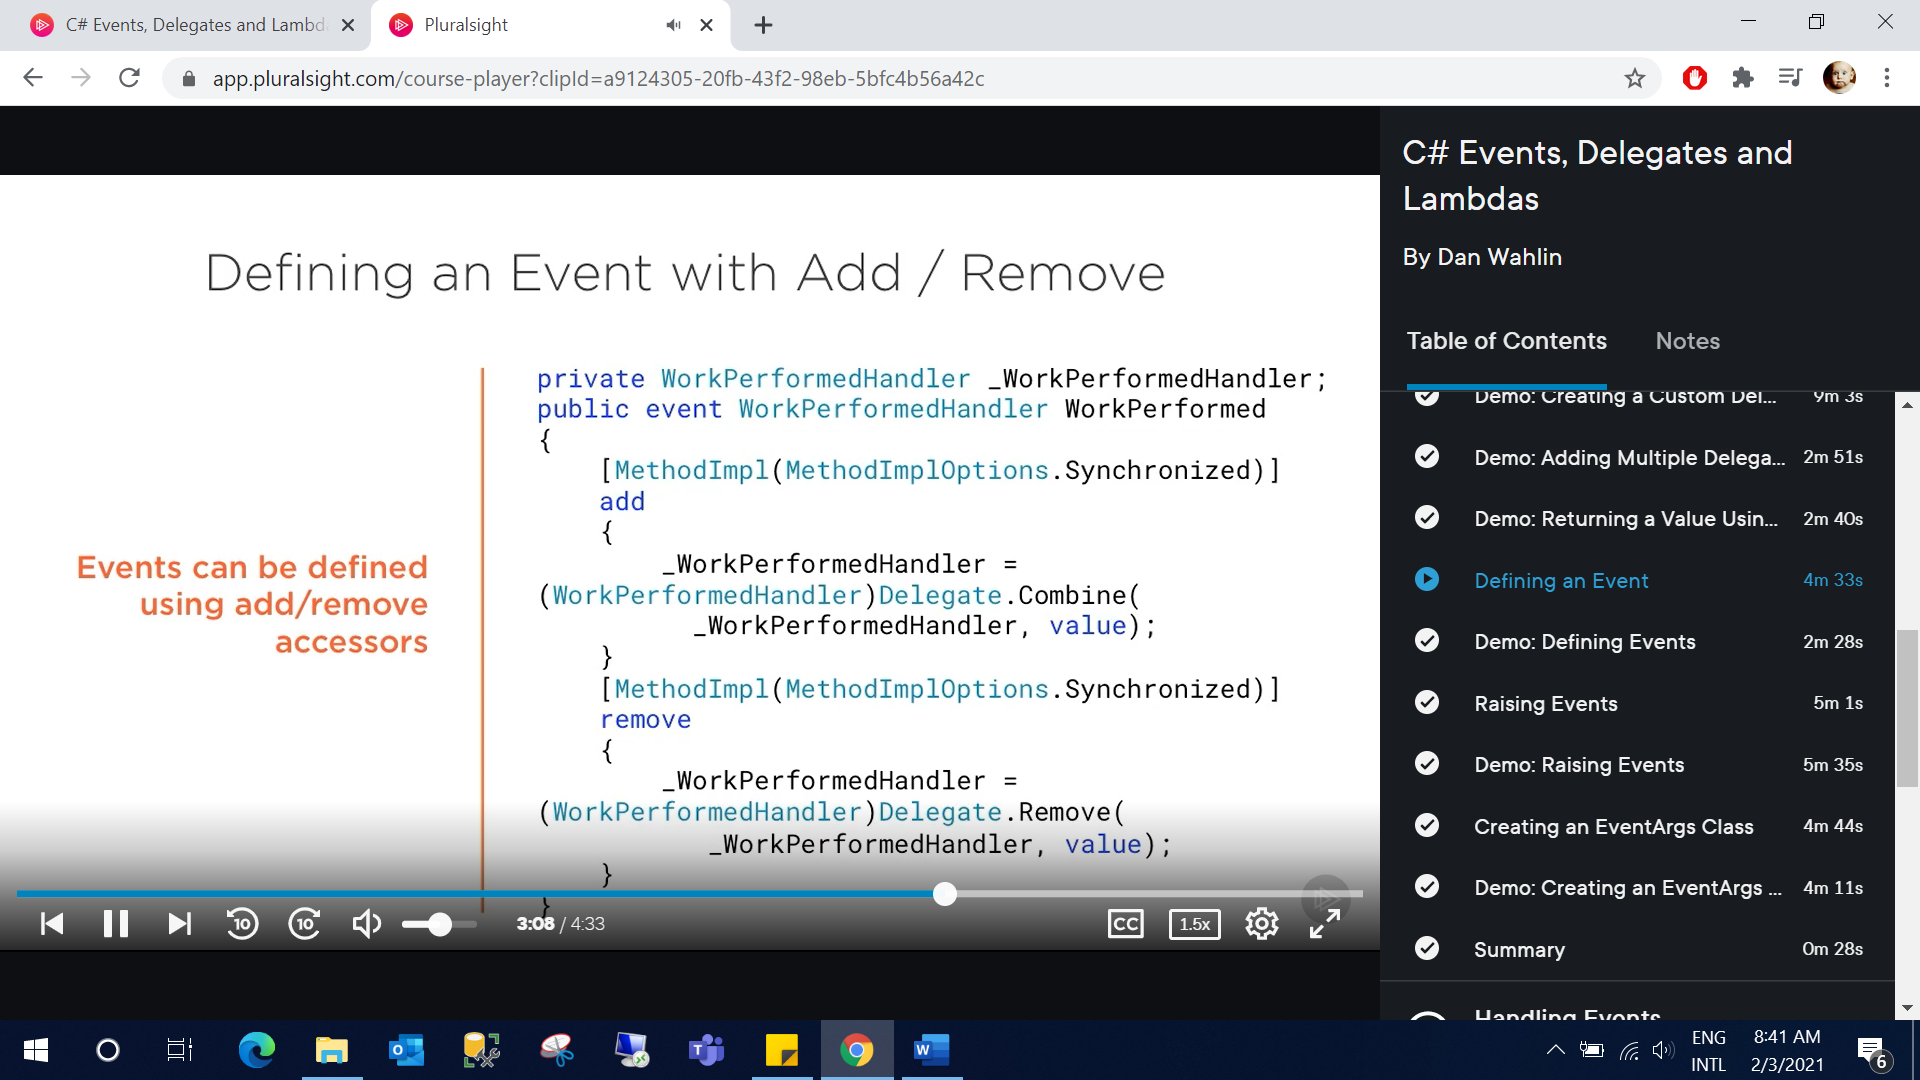 C# Events, Delegates and Lambd
Pluralsight
app.pluralsight.com/course-player?clipId=a9124305-20fb-43f2-98eb-5bfc4b56a42c
Defining an Event with Add / Remove
Events can be defined
using add/remove
accessors
private WorkPerformedHandler _WorkPerformedHandler;
public event WorkPerformedHandler WorkPerformed
{
[MethodImpl(MethodImplOptions.Synchronized)]
add
{
_WorkPerformedHandler =
(WorkPerformedHandler)Delegate.Combine(
_WorkPerformedHandler, value);
}
[MethodImpl(MethodImplOptions.Synchronized)]
remove
{
_WorkPerformedHandler =
(WorkPerformedHandler)Delegate.Remove(
_WorkPerformedHandler, value);
}
}
10
10
3:08 / 4:33
CC
1.5x
C# Events, Delegates and
Lambdas
By Dan Wahlin
Table of Contents Notes
Demo: Creating a Custom Del... 9m 3s
Demo: Adding Multiple Delega... 2m 51s
Demo: Returning a Value Usin... 2m 40s
Defining an Event 4m 33s
Demo: Defining Events 2m 28s
Raising Events 5m 1s
Demo: Raising Events 5m 35s
Creating an EventArgs Class 4m 44s
Demo: Creating an EventArgs ... 4m 11s
Summary 0m 28s
Handling Events
ENG
INTL
8:41 AM
2/3/2021
6